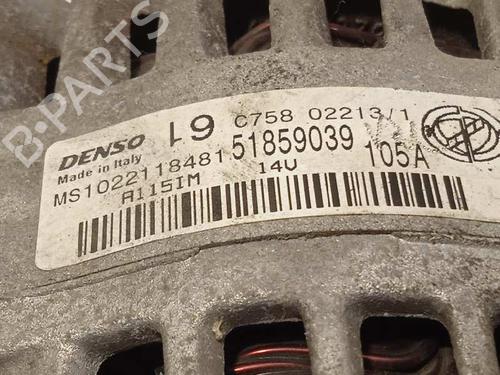 B-PARTS
DENSO 19 C758 02213/1
Made in Italy 51859039 105A
MS1022118481 14V
A115IM